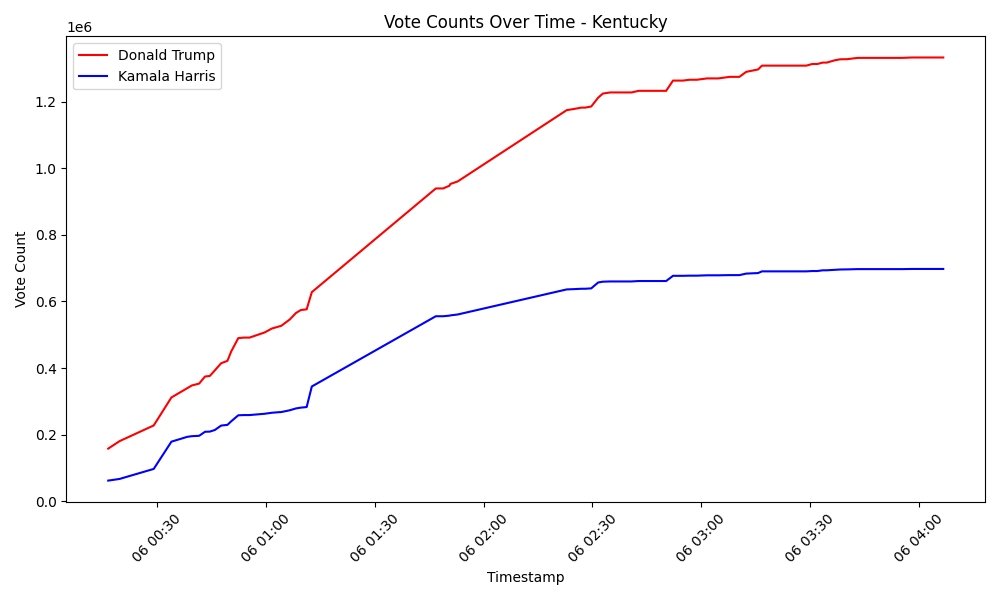 Vote Counts Over Time - Kentucky
1e6
Donald Trump
Kamala Harris
Vote Count
1.2
1.0
0.8
0.6
0.4
0.2
0.0
06 00:30
06 01:00
06 01:30
06 02:00
06 02:30
06 03:00
06 03:30
06 04:00
Timestamp